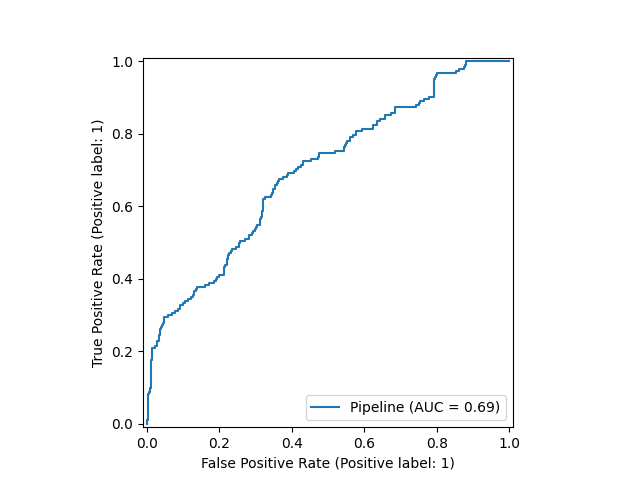 1.0
0.8
0.6
0.4
0.2
0.0
True Positive Rate (Positive label: 1)
Pipeline (AUC = 0.69)
0.0 0.2 0.4 0.6 0.8 1.0
False Positive Rate (Positive label: 1)